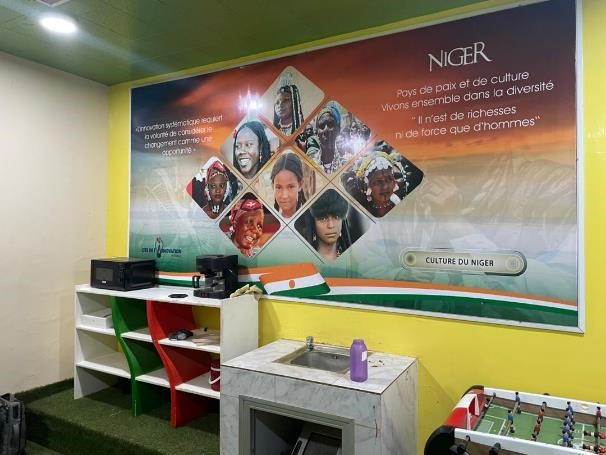 NIGER
Pays de paix et de culture
Vivons ensemble dans la diversité
" Il n'est de richesses
ni de force que d'hommes"
«L'innovation systématique requiert
la volonté de considérer le
changement comme une
opportunité »
CULTURE DU NIGER